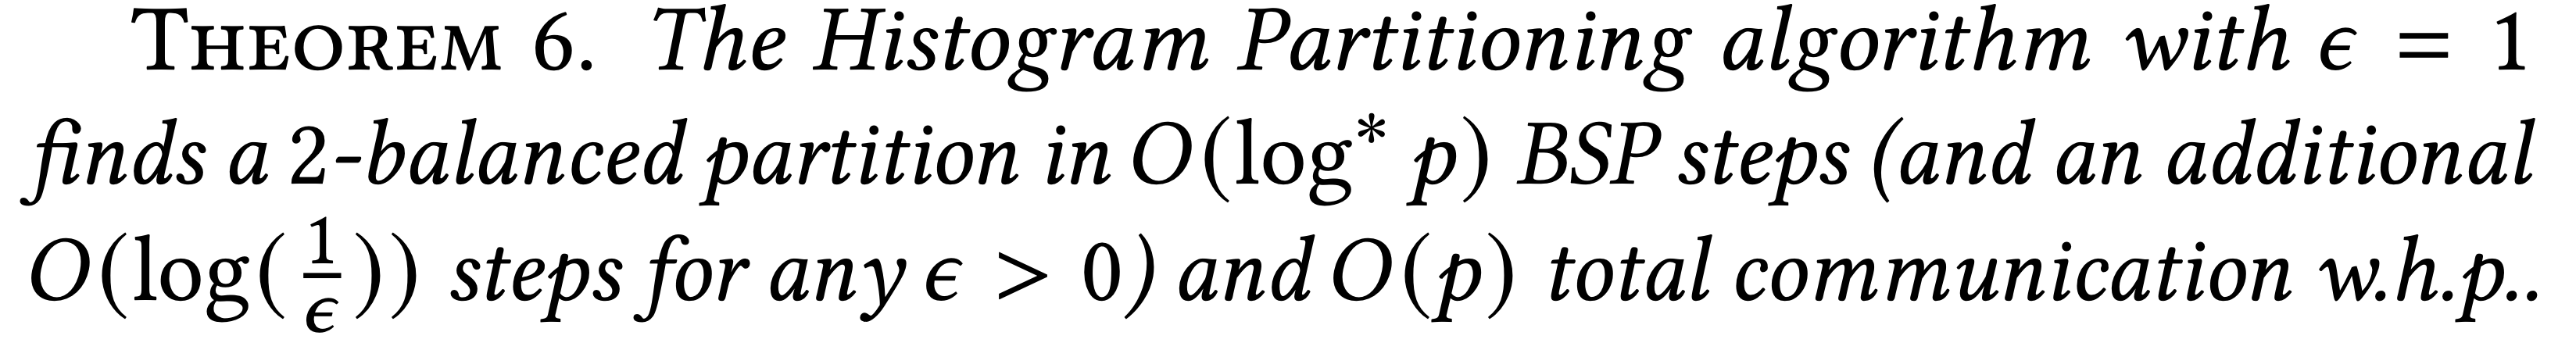 THEOREM 6. The Histogram Partitioning algorithm with ϵ = 1
finds a 2-balanced partition in O(log* p) BSP steps (and an additional
O(log(1/ϵ)) steps for any ϵ > 0) and O(p) total communication w.h.p..